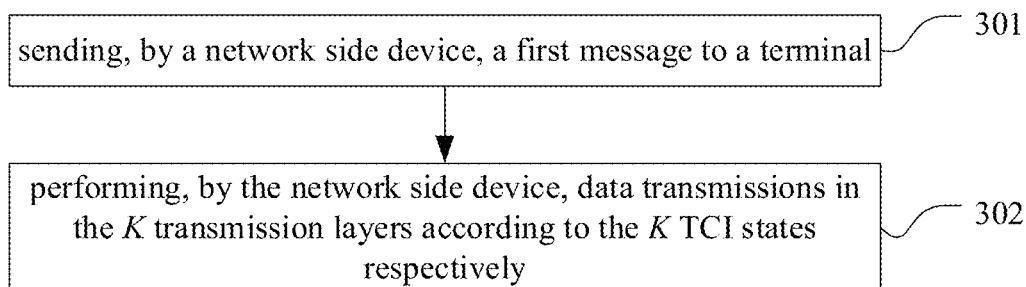 sending, by a network side device, a first message to a terminal
301
performing, by the network side device, data transmissions in
the K transmission layers according to the K TCI states
respectively
302